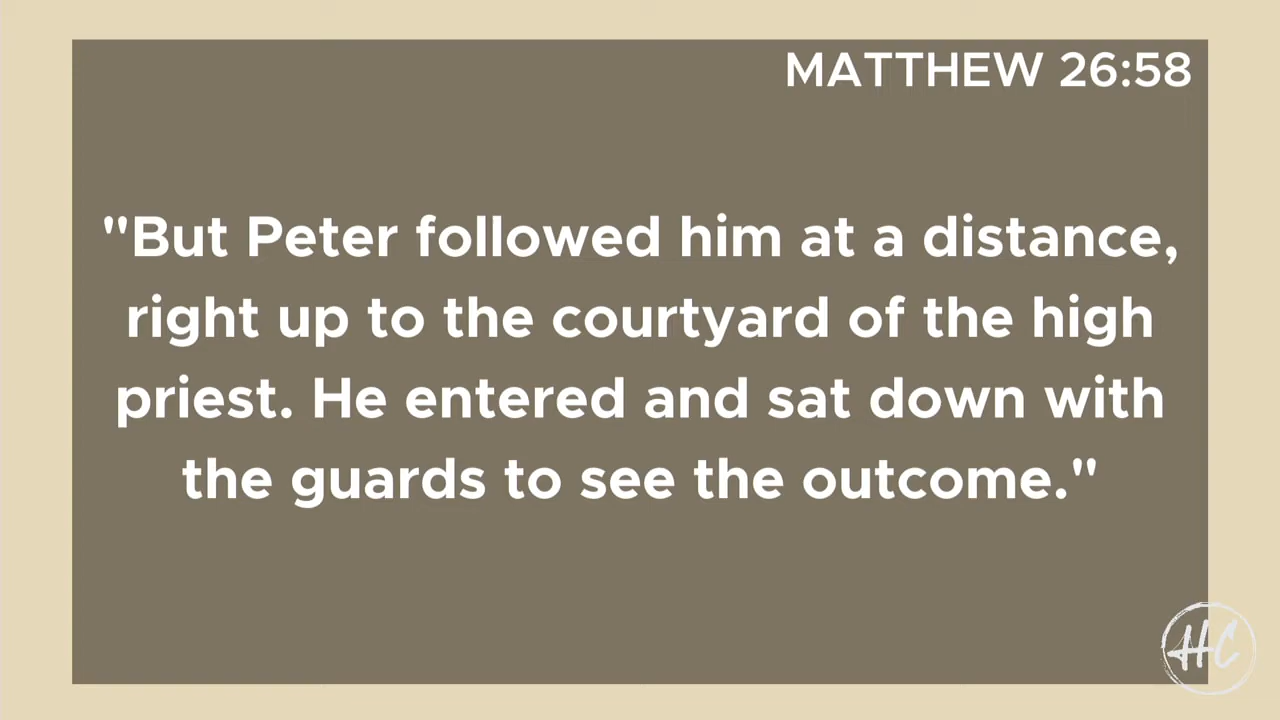 MATTHEW 26:58
"But Peter followed him at a distance,
right up to the courtyard of the high
priest. He entered and sat down with
the guards to see the outcome."
HC